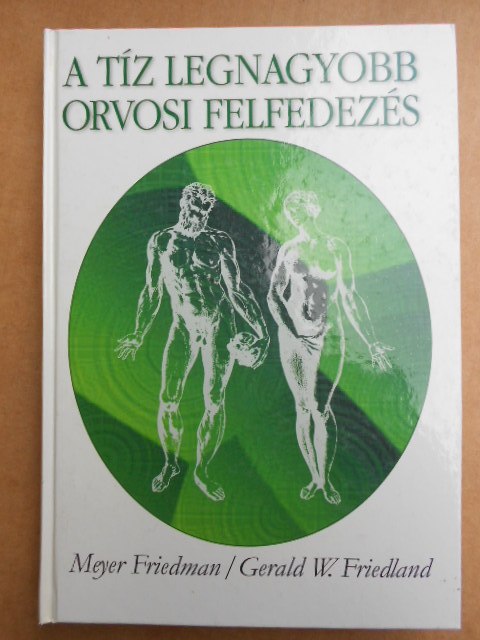 A TÍZ LEGNAGYOBB
ORVOSI FELFEDEZÉS
Meyer Friedman / Gerald W. Friedland